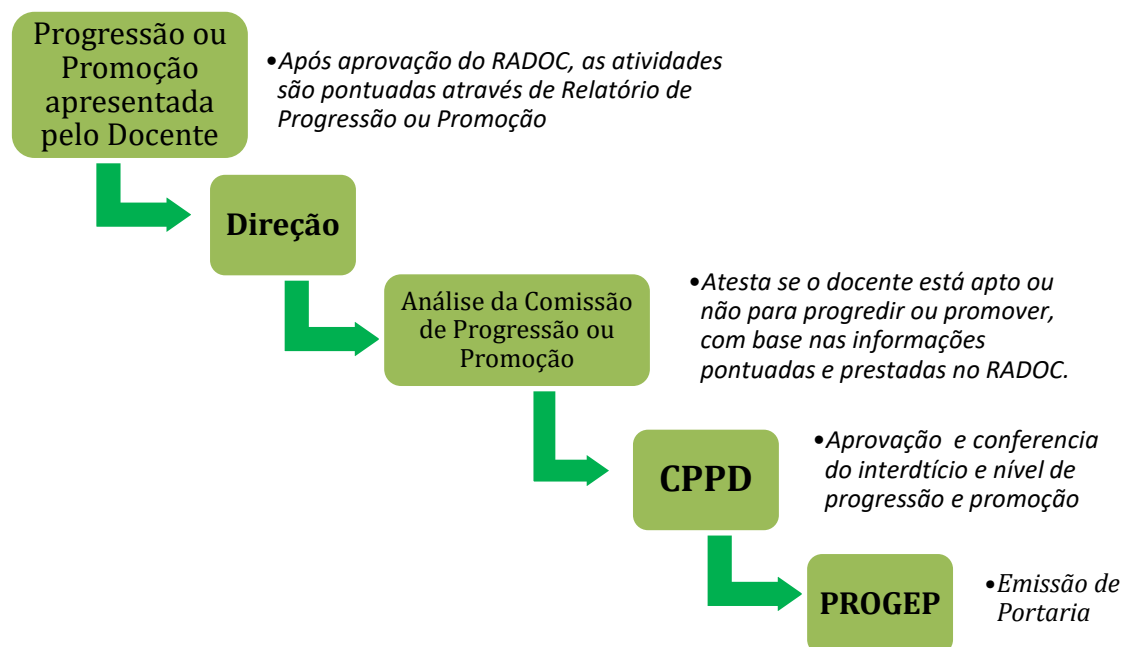 Progressão ou
Promoção
apresentada
pelo Docente
•Após aprovação do RADOC, as atividades
são pontuadas através de Relatório de
Progressão ou Promoção
Direção
Análise da Comissão
de Progressão ou
Promoção
•Atesta se o docente está apto ou
não para progredir ou promover,
com base nas informações
pontuadas e prestadas no RADOC.
CPPD
•Aprovação e conferencia
do interdtício e nível de
progressão e promoção
PROGEP
•Emissão de
Portaria